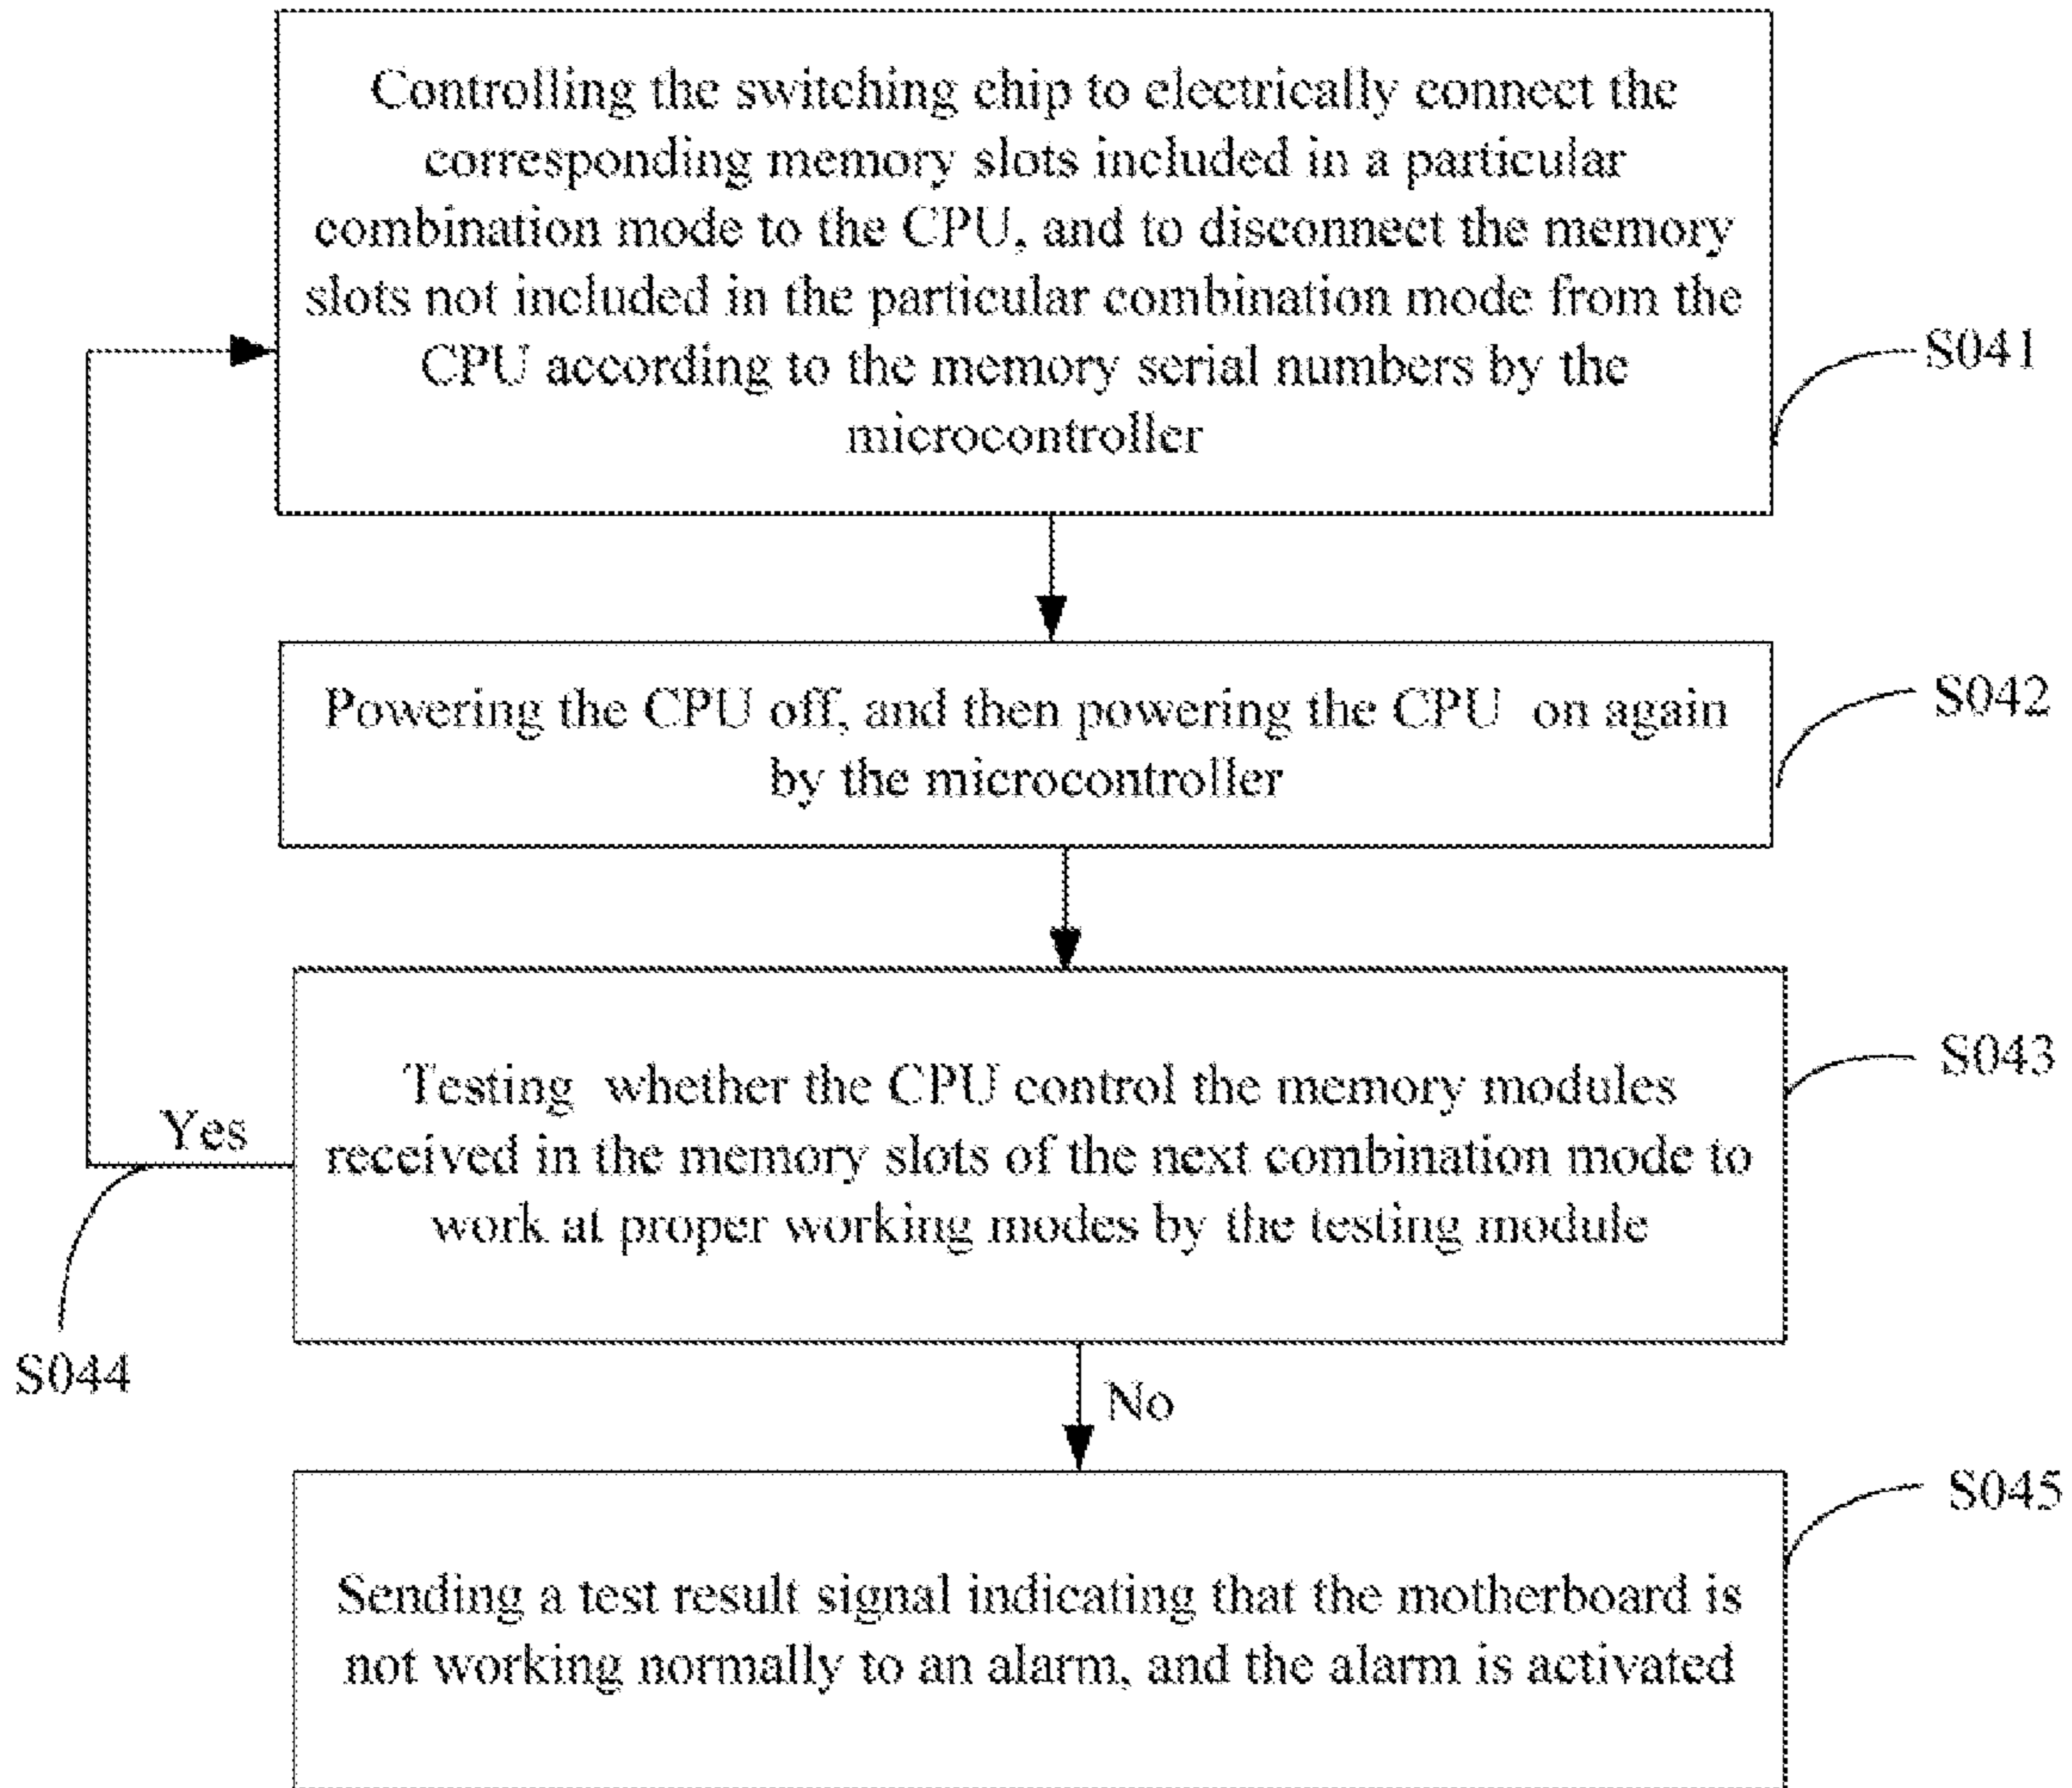 Controlling the switching chip to electrically connect the
corresponding memory slots included in a particular
combination mode to the CPU, and to disconnect the memory
slots not included in the particular combination mode from the
CPU according to the memory serial numbers by the
microcontroller
S041
Powering the CPU off, and then powering the CPU on again
by the microcontroller
S042
Testing whether the CPU control the memory modules
received in the memory slots of the next combination mode to
work at proper working modes by the testing module
S043
Yes
S044
No
Sending a test result signal indicating that the motherboard is
not working normally to an alarm, and the alarm is activated
S045